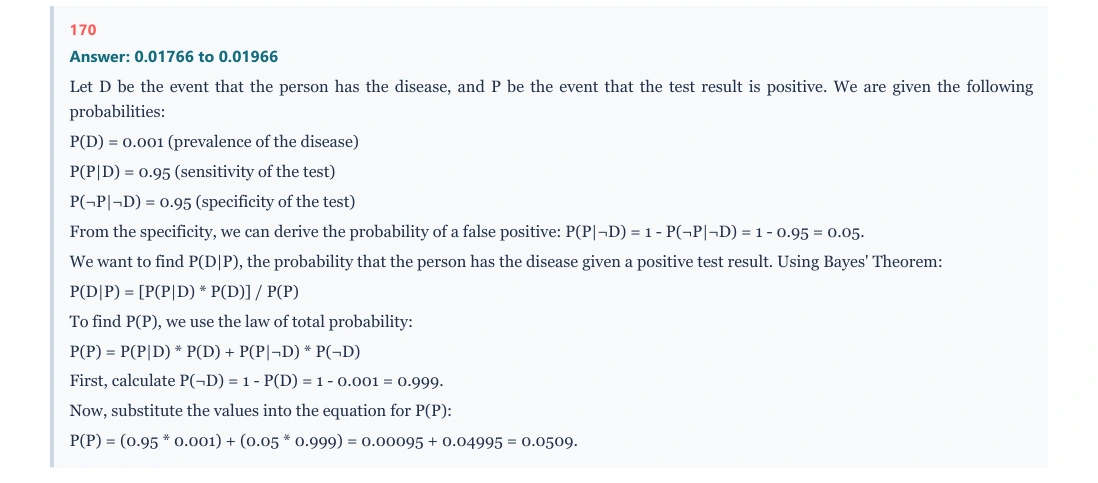 170
Answer: 0.01766 to 0.01966
Let D be the event that the person has the disease, and P be the event that the test result is positive. We are given the following
probabilities:
P(D) = 0.001 (prevalence of the disease)
P(P|D) = 0.95 (sensitivity of the test)
P(¬P|¬D) = 0.95 (specificity of the test)
From the specificity, we can derive the probability of a false positive: P(P|¬D) = 1 - P(¬P|¬D) = 1 - 0.95 = 0.05.
We want to find P(D|P), the probability that the person has the disease given a positive test result. Using Bayes' Theorem:
P(D|P) = [P(P|D) * P(D)] / P(P)
To find P(P), we use the law of total probability:
P(P) = P(P|D) * P(D) + P(P|¬D) * P(¬D)
First, calculate P(¬D) = 1 - P(D) = 1 - 0.001 = 0.999.
Now, substitute the values into the equation for P(P):
P(P) = (0.95 * 0.001) + (0.05 * 0.999) = 0.00095 + 0.04995 = 0.0509.